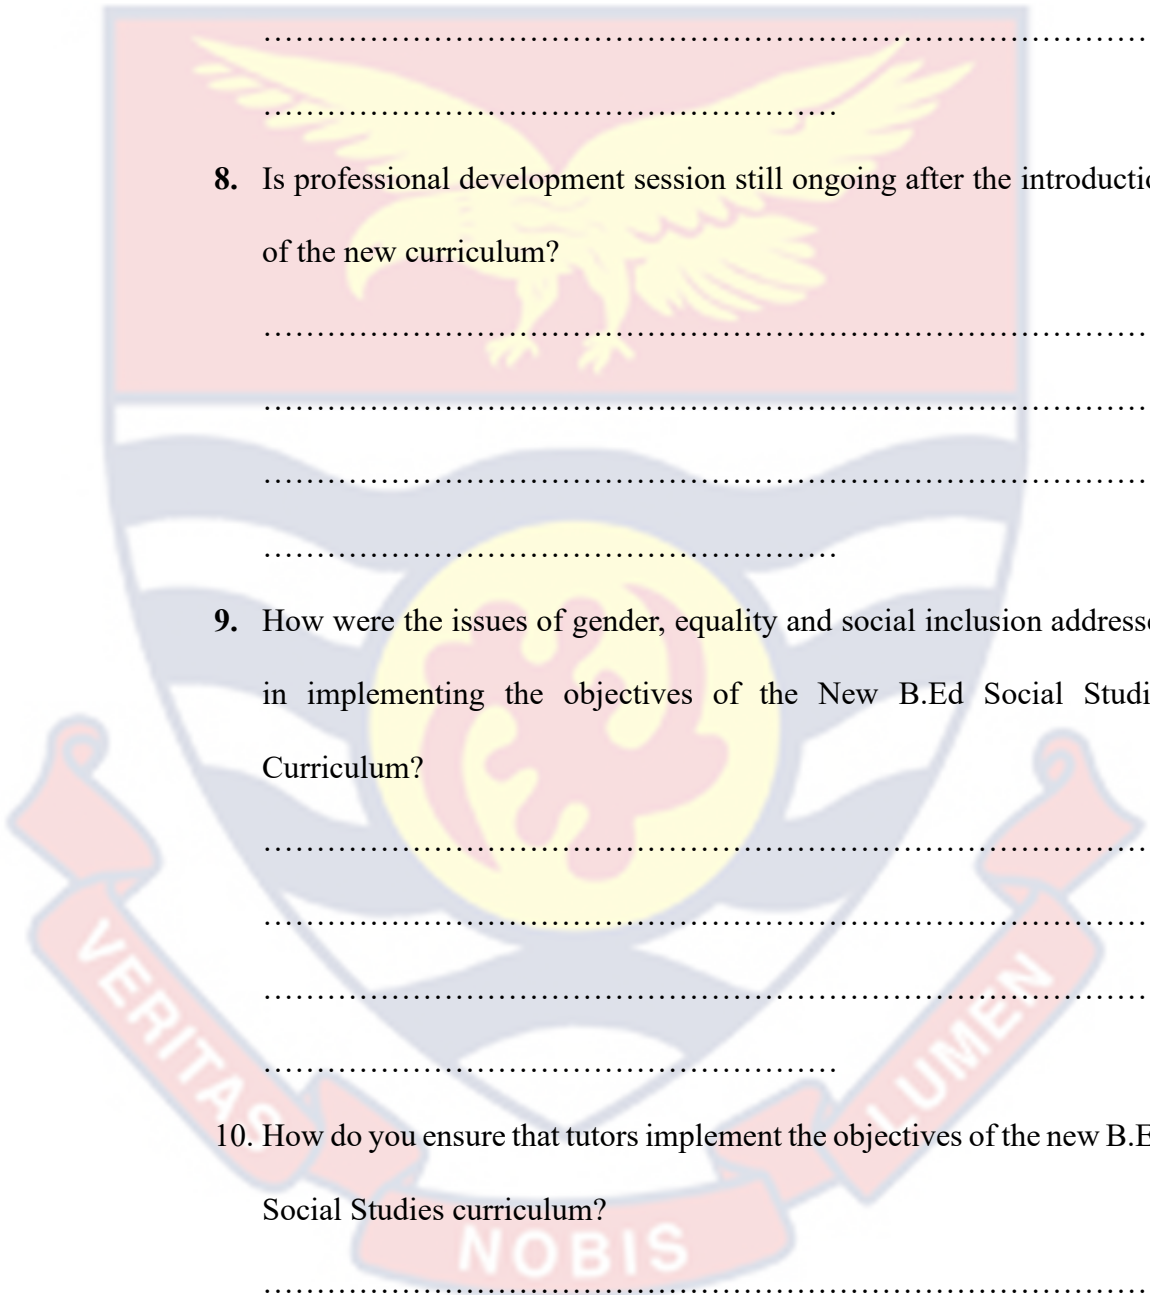 ........................................................................................
.........................................................
8. Is professional development session still ongoing after the introductio
of the new curriculum?
........................................................................................
........................................................................................
........................................................................................
.........................................................
9. How were the issues of gender, equality and social inclusion address
in implementing the objectives of the New B.Ed Social Studi
Curriculum?
........................................................................................
........................................................................................
........................................................................................
.........................................................
VERITAS
LUMEN
10. How do you ensure that tutors implement the objectives of the new B.E
Social Studies curriculum?
NOBIS
........................................................................................